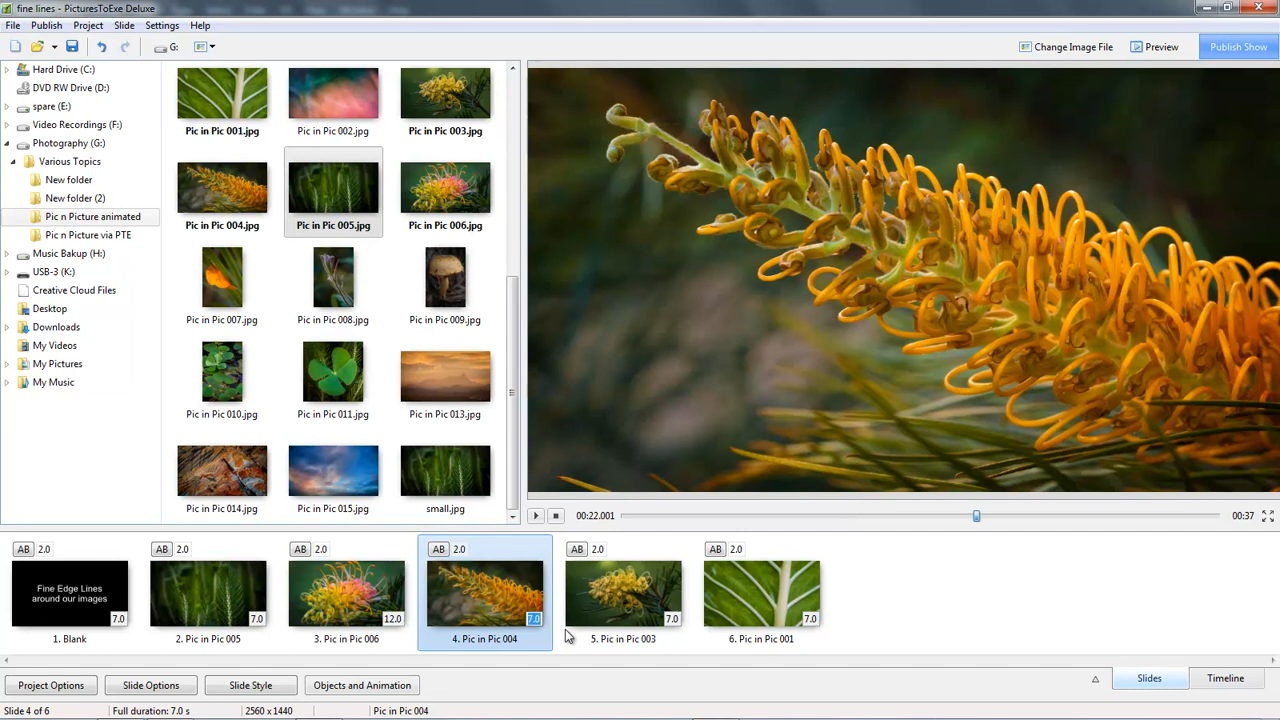 fine lines - PicturesToExe Deluxe
File Publish Project Slide Settings Help
G: Change Image File Preview Publish Show
Hard Drive (C:)
DVD RW Drive (D:)
spare (E:)
Video Recordings (F:)
Photography (G:)
Various Topics
New folder
New folder (2)
Pic n Picture animated
Pic n Picture via PTE
Music Bakup (H:)
USB-3 (K:)
Creative Cloud Files
Desktop
Downloads
My Videos
My Pictures
My Music
Pic in Pic 001.jpg Pic in Pic 002.jpg Pic in Pic 003.jpg
Pic in Pic 004.jpg Pic in Pic 005.jpg Pic in Pic 006.jpg
Pic in Pic 007.jpg Pic in Pic 008.jpg Pic in Pic 009.jpg
Pic in Pic 010.jpg Pic in Pic 011.jpg Pic in Pic 013.jpg
Pic in Pic 014.jpg Pic in Pic 015.jpg small.jpg
00:22.001 00:37
AB 2.0 AB 2.0 AB 2.0 AB 2.0 AB 2.0 AB 2.0
Fine Edge Lines
around our images
7.0 7.0 12.0 7.0 7.0 7.0
1. Blank 2. Pic in Pic 005 3. Pic in Pic 006 4. Pic in Pic 004 5. Pic in Pic 003 6. Pic in Pic 001
Project Options Slide Options Slide Style Objects and Animation Slides Timeline
Slide 4 of 6 Full duration: 7.0 s 2560 x 1440 Pic in Pic 004